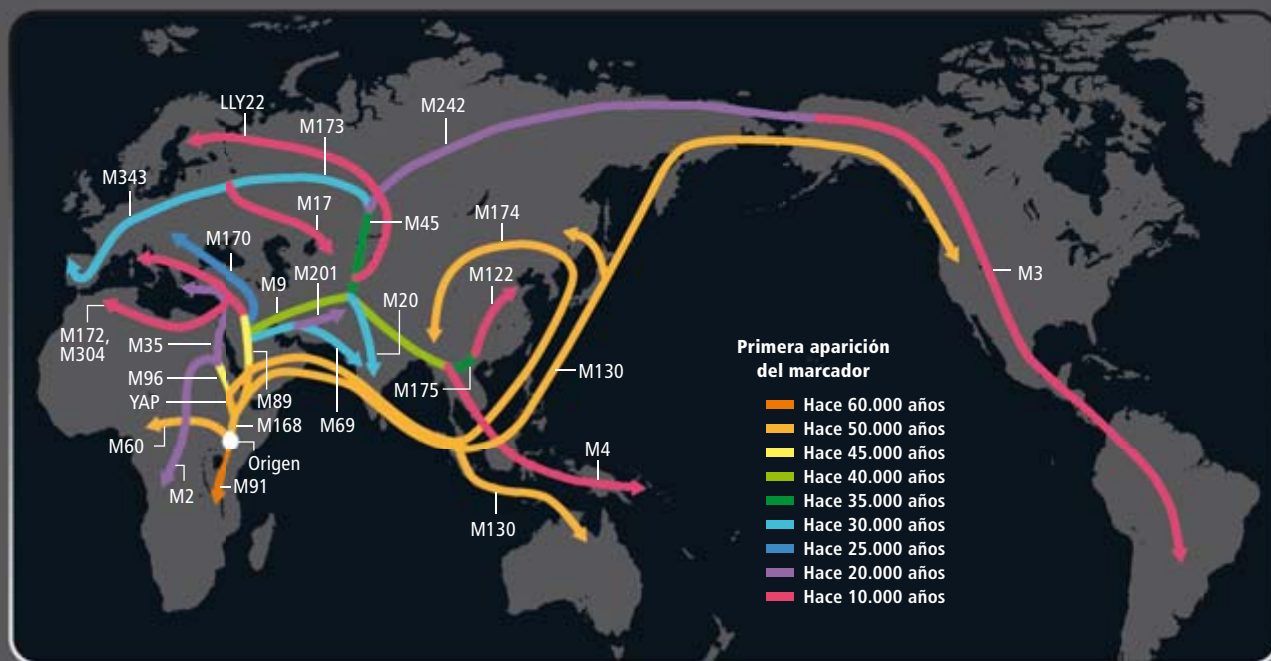 LLY22
M242
M173
M343
M17
M45
M174
M170
M201
M9
M122
M20
M3
M172,
M304
M35
M96
YAP
M89
M175
M130
M168
M69
M60
Origen
M4
M2
M91
M130
Primera aparición
del marcador
Hace 60.000 años
Hace 50.000 años
Hace 45.000 años
Hace 40.000 años
Hace 35.000 años
Hace 30.000 años
Hace 25.000 años
Hace 20.000 años
Hace 10.000 años